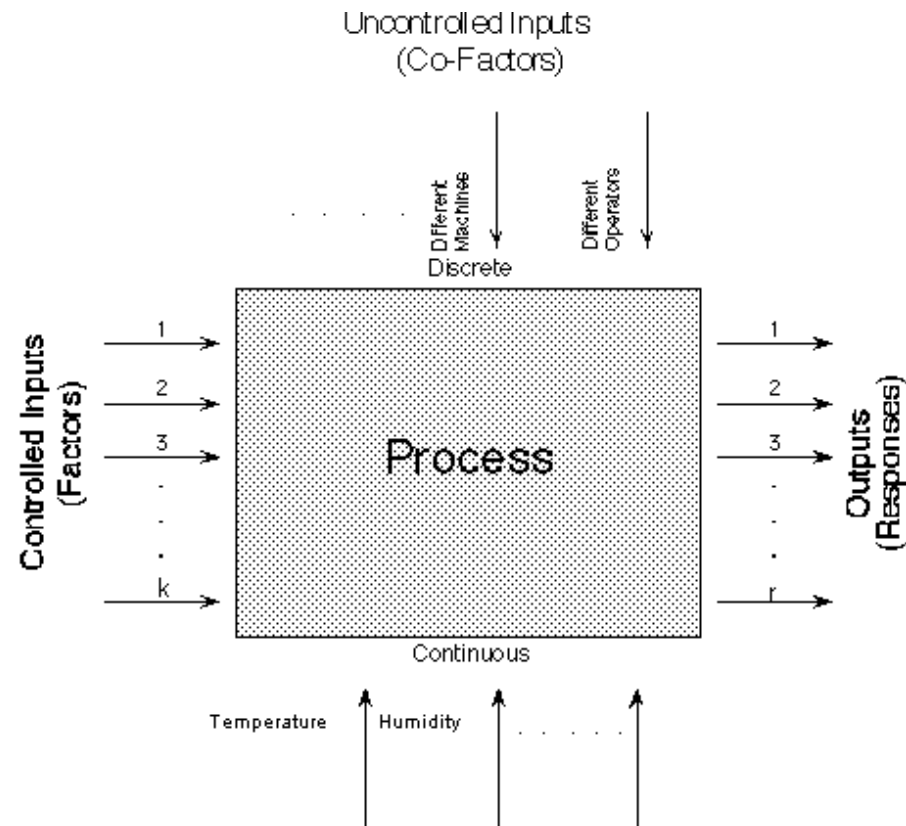 Uncontrolled Inputs
(Co-Factors)
. . . . .
Dfferent
Machines
Different
Operators
Discrete
Controlled Inputs
(Factors)
1
2
3
.
.
.
k
Process
1
2
3
.
.
.
r
Outputs
(Responses)
Continuous
Temperature
Humidity
. . . . . .